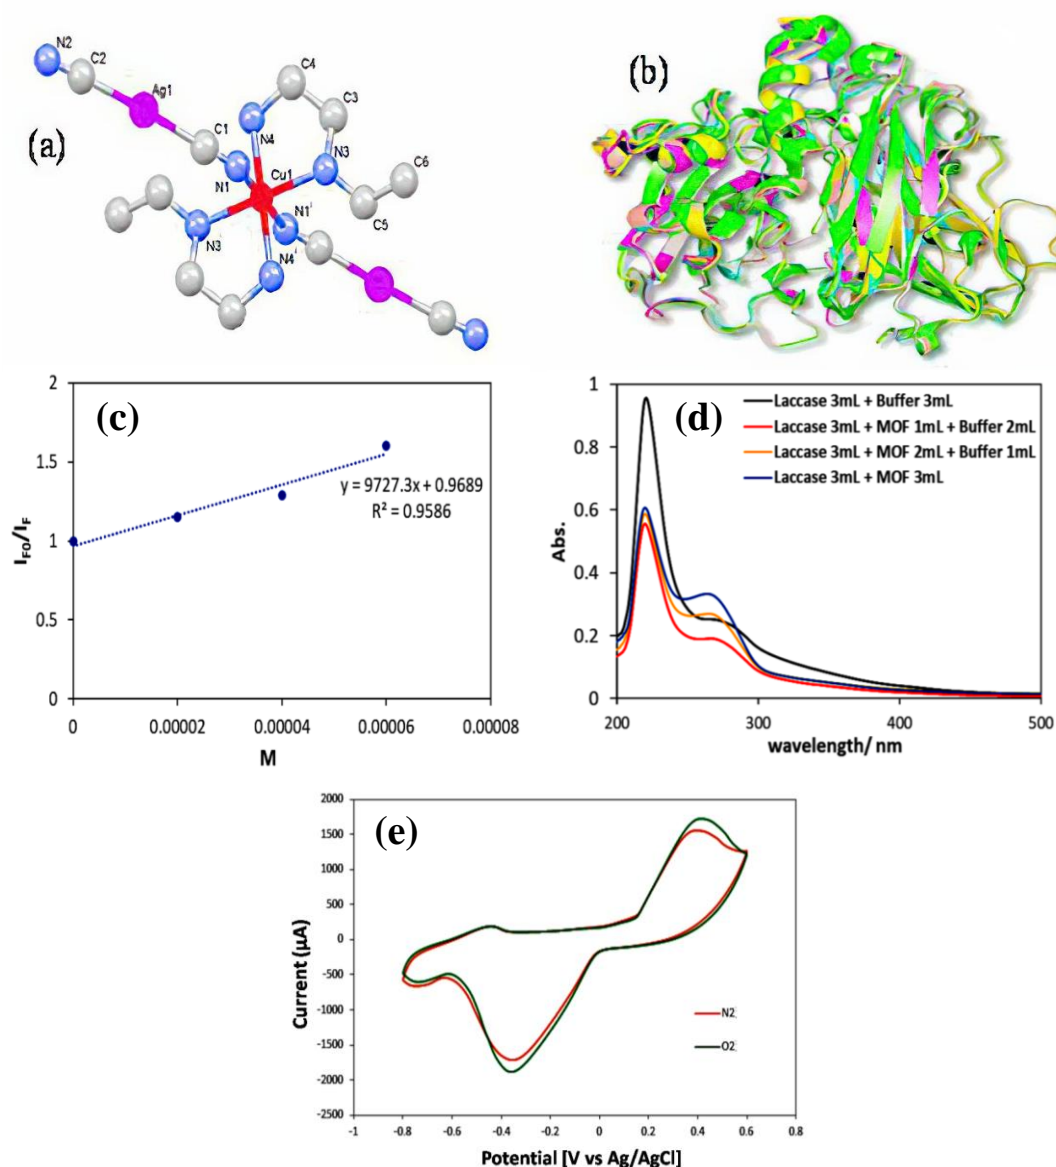 N2
C2
Ag1
C1
(a)
N1
C4
C3
N4
N3
C6
Cu1
C5
N1ⁱ
N3
N4ⁱ
(b)
(c)
2
1.5
1
0.5
0
y = 9727.3x + 0.9689
R² = 0.9586
I_F0/I_F
0 0.00002 0.00004 0.00006 0.00008
M
(d)
Laccase 3mL + Buffer 3mL
Laccase 3mL + MOF 1mL + Buffer 2mL
Laccase 3mL + MOF 2mL + Buffer 1mL
Laccase 3mL + MOF 3mL
1
0.8
0.6
0.4
0.2
0
Abs.
200 300 400 500
wavelength/ nm
(e)
2000
1500
1000
500
0
-500
-1000
-1500
-2000
-2500
Current (µA)
N2
O2
-1 -0.8 -0.6 -0.4 -0.2 0 0.2 0.4 0.6 0.8
Potential [V vs Ag/AgCl]